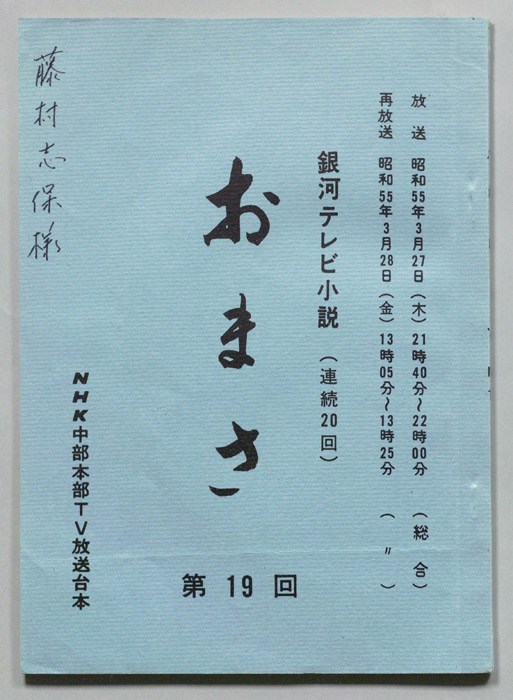 放送 昭和55年3月27日(木)21時40分～22時00分 (総合)
再放送 昭和55年3月28日(金)13時05分～13時25分 ( 〃 )
銀河テレビ小説 (連続20回)
おまさ
第19回
NHK中部本部TV放送台本
藤村志保様